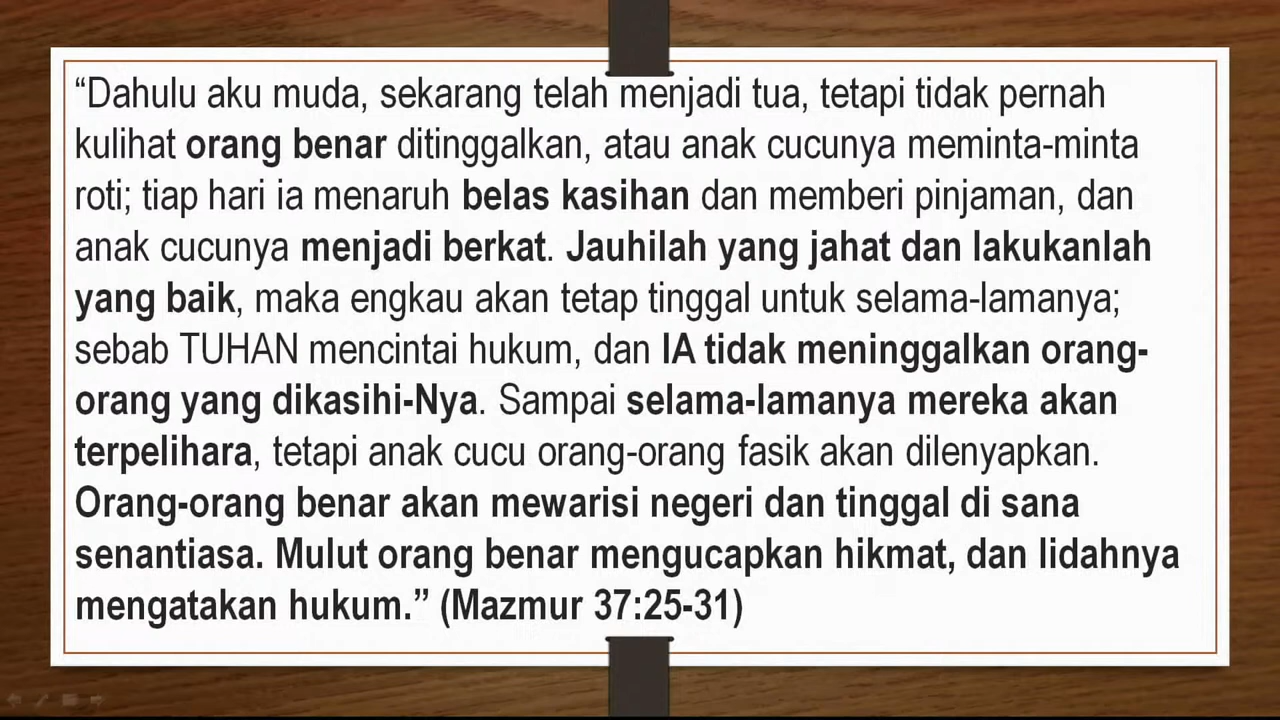 “Dahulu aku muda, sekarang telah menjadi tua, tetapi tidak pernah
kulihat orang benar ditinggalkan, atau anak cucunya meminta-minta
roti; tiap hari ia menaruh belas kasihan dan memberi pinjaman, dan
anak cucunya menjadi berkat. Jauhilah yang jahat dan lakukanlah
yang baik, maka engkau akan tetap tinggal untuk selama-lamanya;
sebab TUHAN mencintai hukum, dan IA tidak meninggalkan orang-
orang yang dikasihi-Nya. Sampai selama-lamanya mereka akan
terpelihara, tetapi anak cucu orang-orang fasik akan dilenyapkan.
Orang-orang benar akan mewarisi negeri dan tinggal di sana
senantiasa. Mulut orang benar mengucapkan hikmat, dan lidahnya
mengatakan hukum.” (Mazmur 37:25-31)